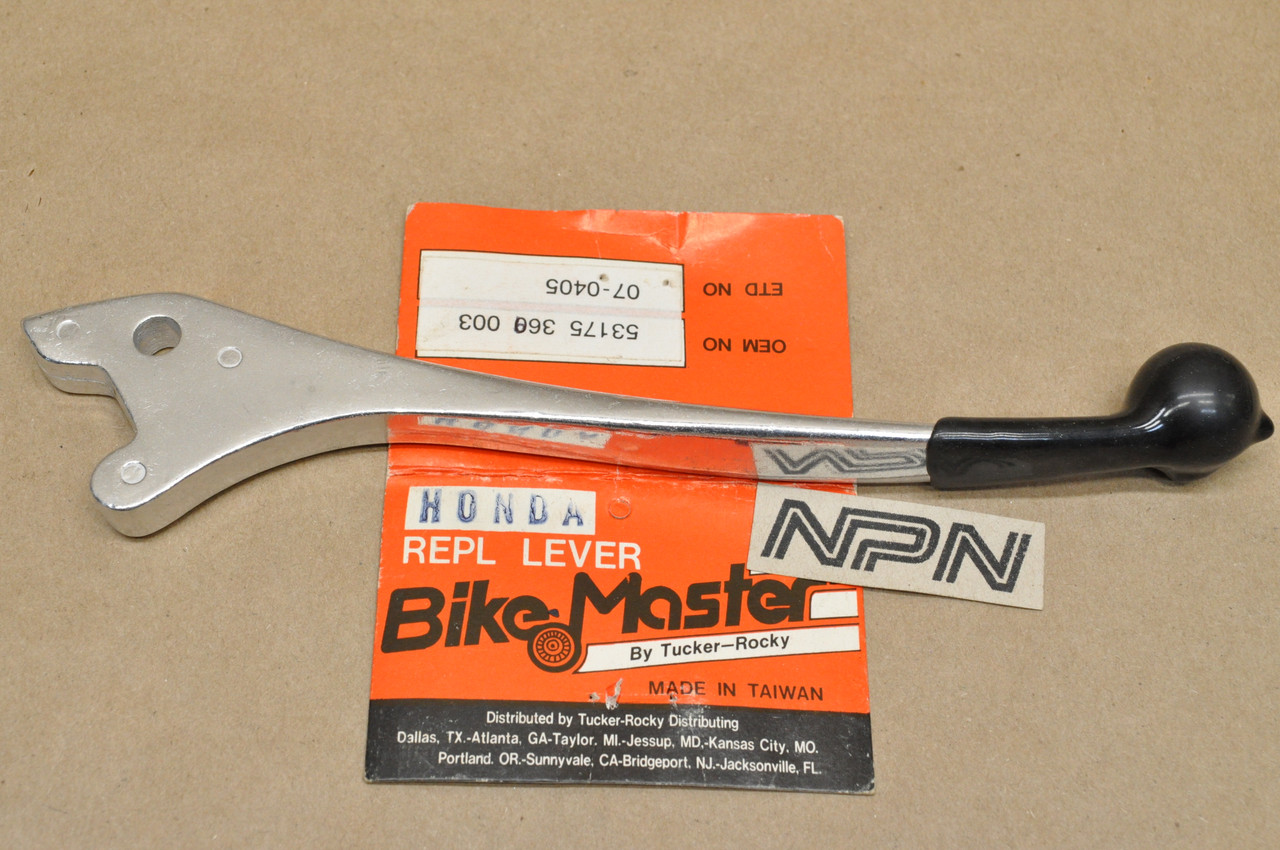 ETD NO 07-0405
OEM NO 53175 360 003
HONDA
HONDA
REPL LEVER
NPN
BikeMaster
By Tucker-Rocky
MADE IN TAIWAN
Distributed by Tucker-Rocky Distributing
Dallas, TX.-Atlanta, GA-Taylor. MI.-Jessup, MD,-Kansas City, MO.
Portland. OR.-Sunnyvale, CA-Bridgeport, NJ.-Jacksonville, FL.